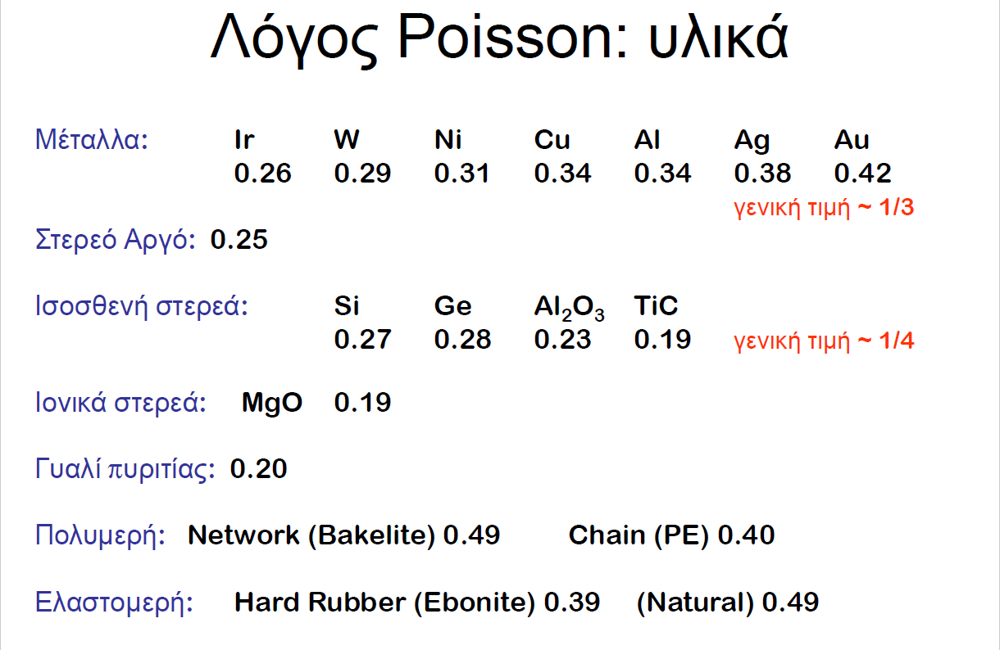 Λόγος Poisson: υλικά
Μέταλλα: Ir W Ni Cu Al Ag Au
0.26 0.29 0.31 0.34 0.34 0.38 0.42
γενική τιμή ~ 1/3
Στερεό Αργό: 0.25
Ισοσθενή στερεά: Si Ge Al₂O₃ TiC
0.27 0.28 0.23 0.19 γενική τιμή ~ 1/4
Ιονικά στερεά: MgO 0.19
Γυαλί πυριτίας: 0.20
Πολυμερή: Network (Bakelite) 0.49 Chain (PE) 0.40
Ελαστομερή: Hard Rubber (Ebonite) 0.39 (Natural) 0.49